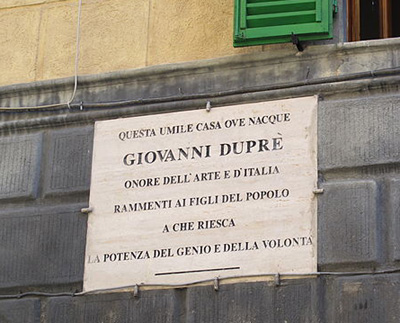 QUESTA UMILE CASA OVE NACQUE
GIOVANNI DUPRÈ
ONORE DELL'ARTE E D'ITALIA
RAMMENTI AI FIGLI DEL POPOLO
A CHE RIESCA
LA POTENZA DEL GENIO E DELLA VOLONTÀ